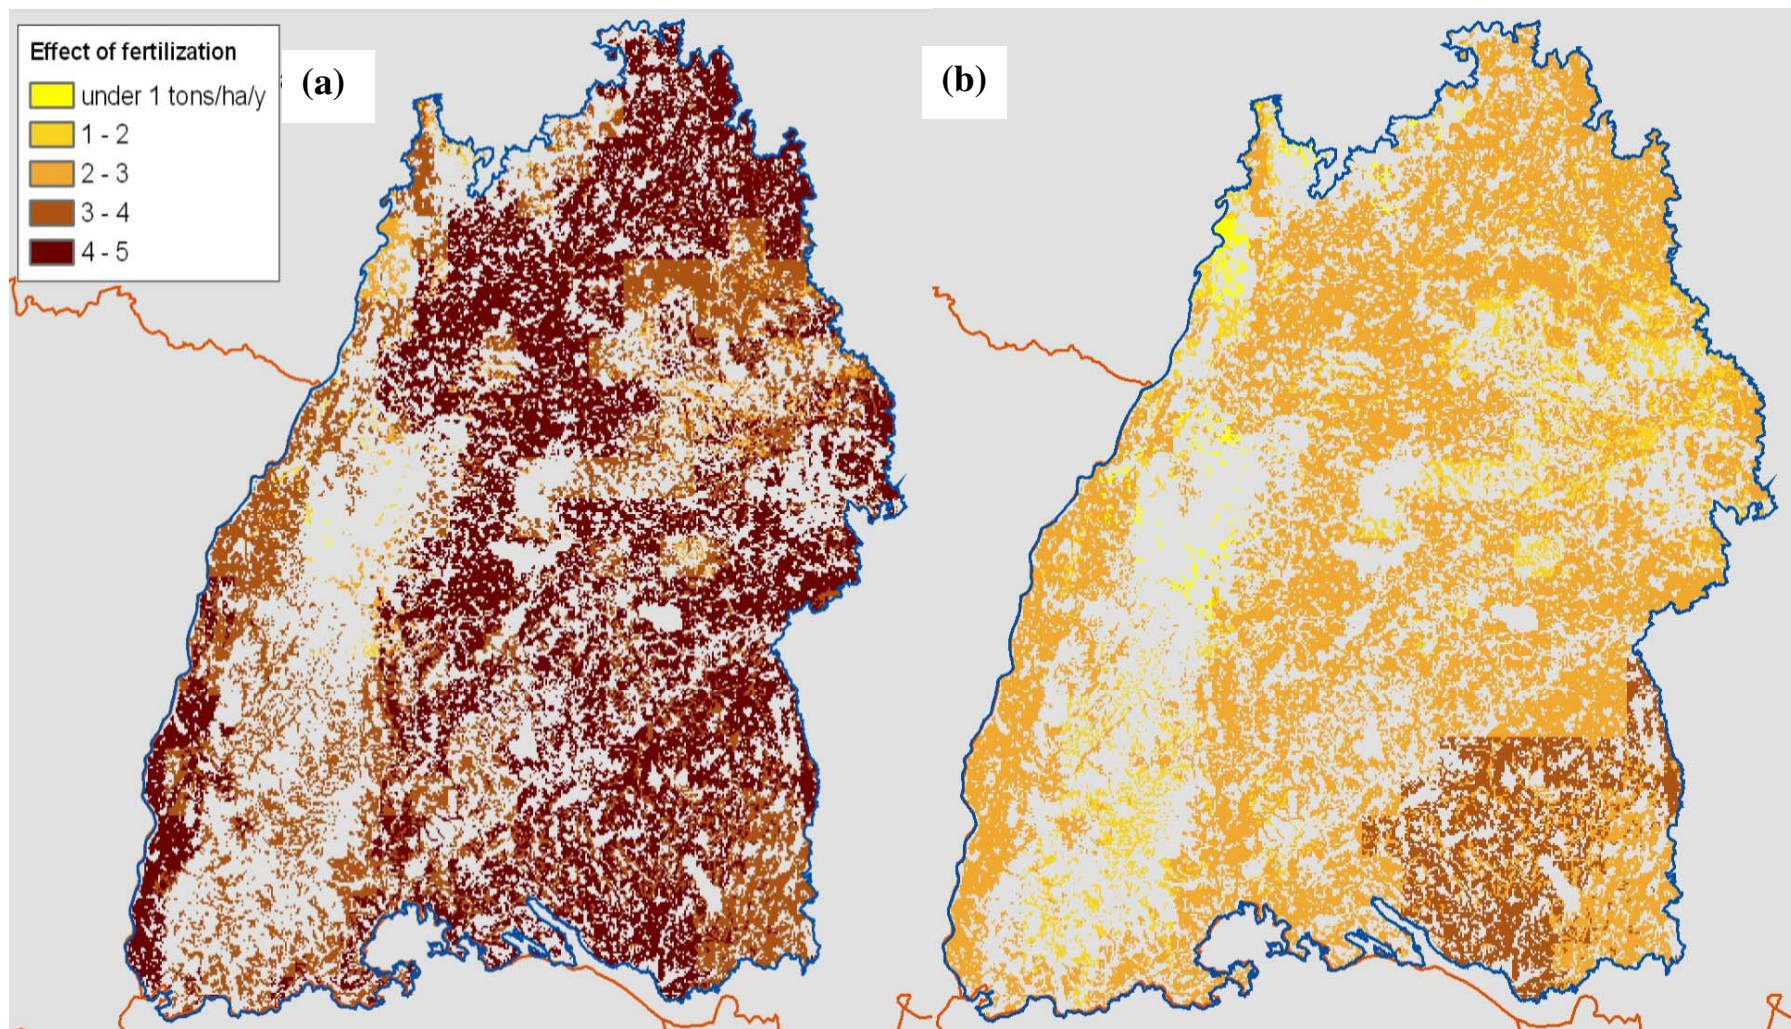 Effect of fertilization
under 1 tons/ha/y
1 - 2
2 - 3
3 - 4
4 - 5
(a)
(b)